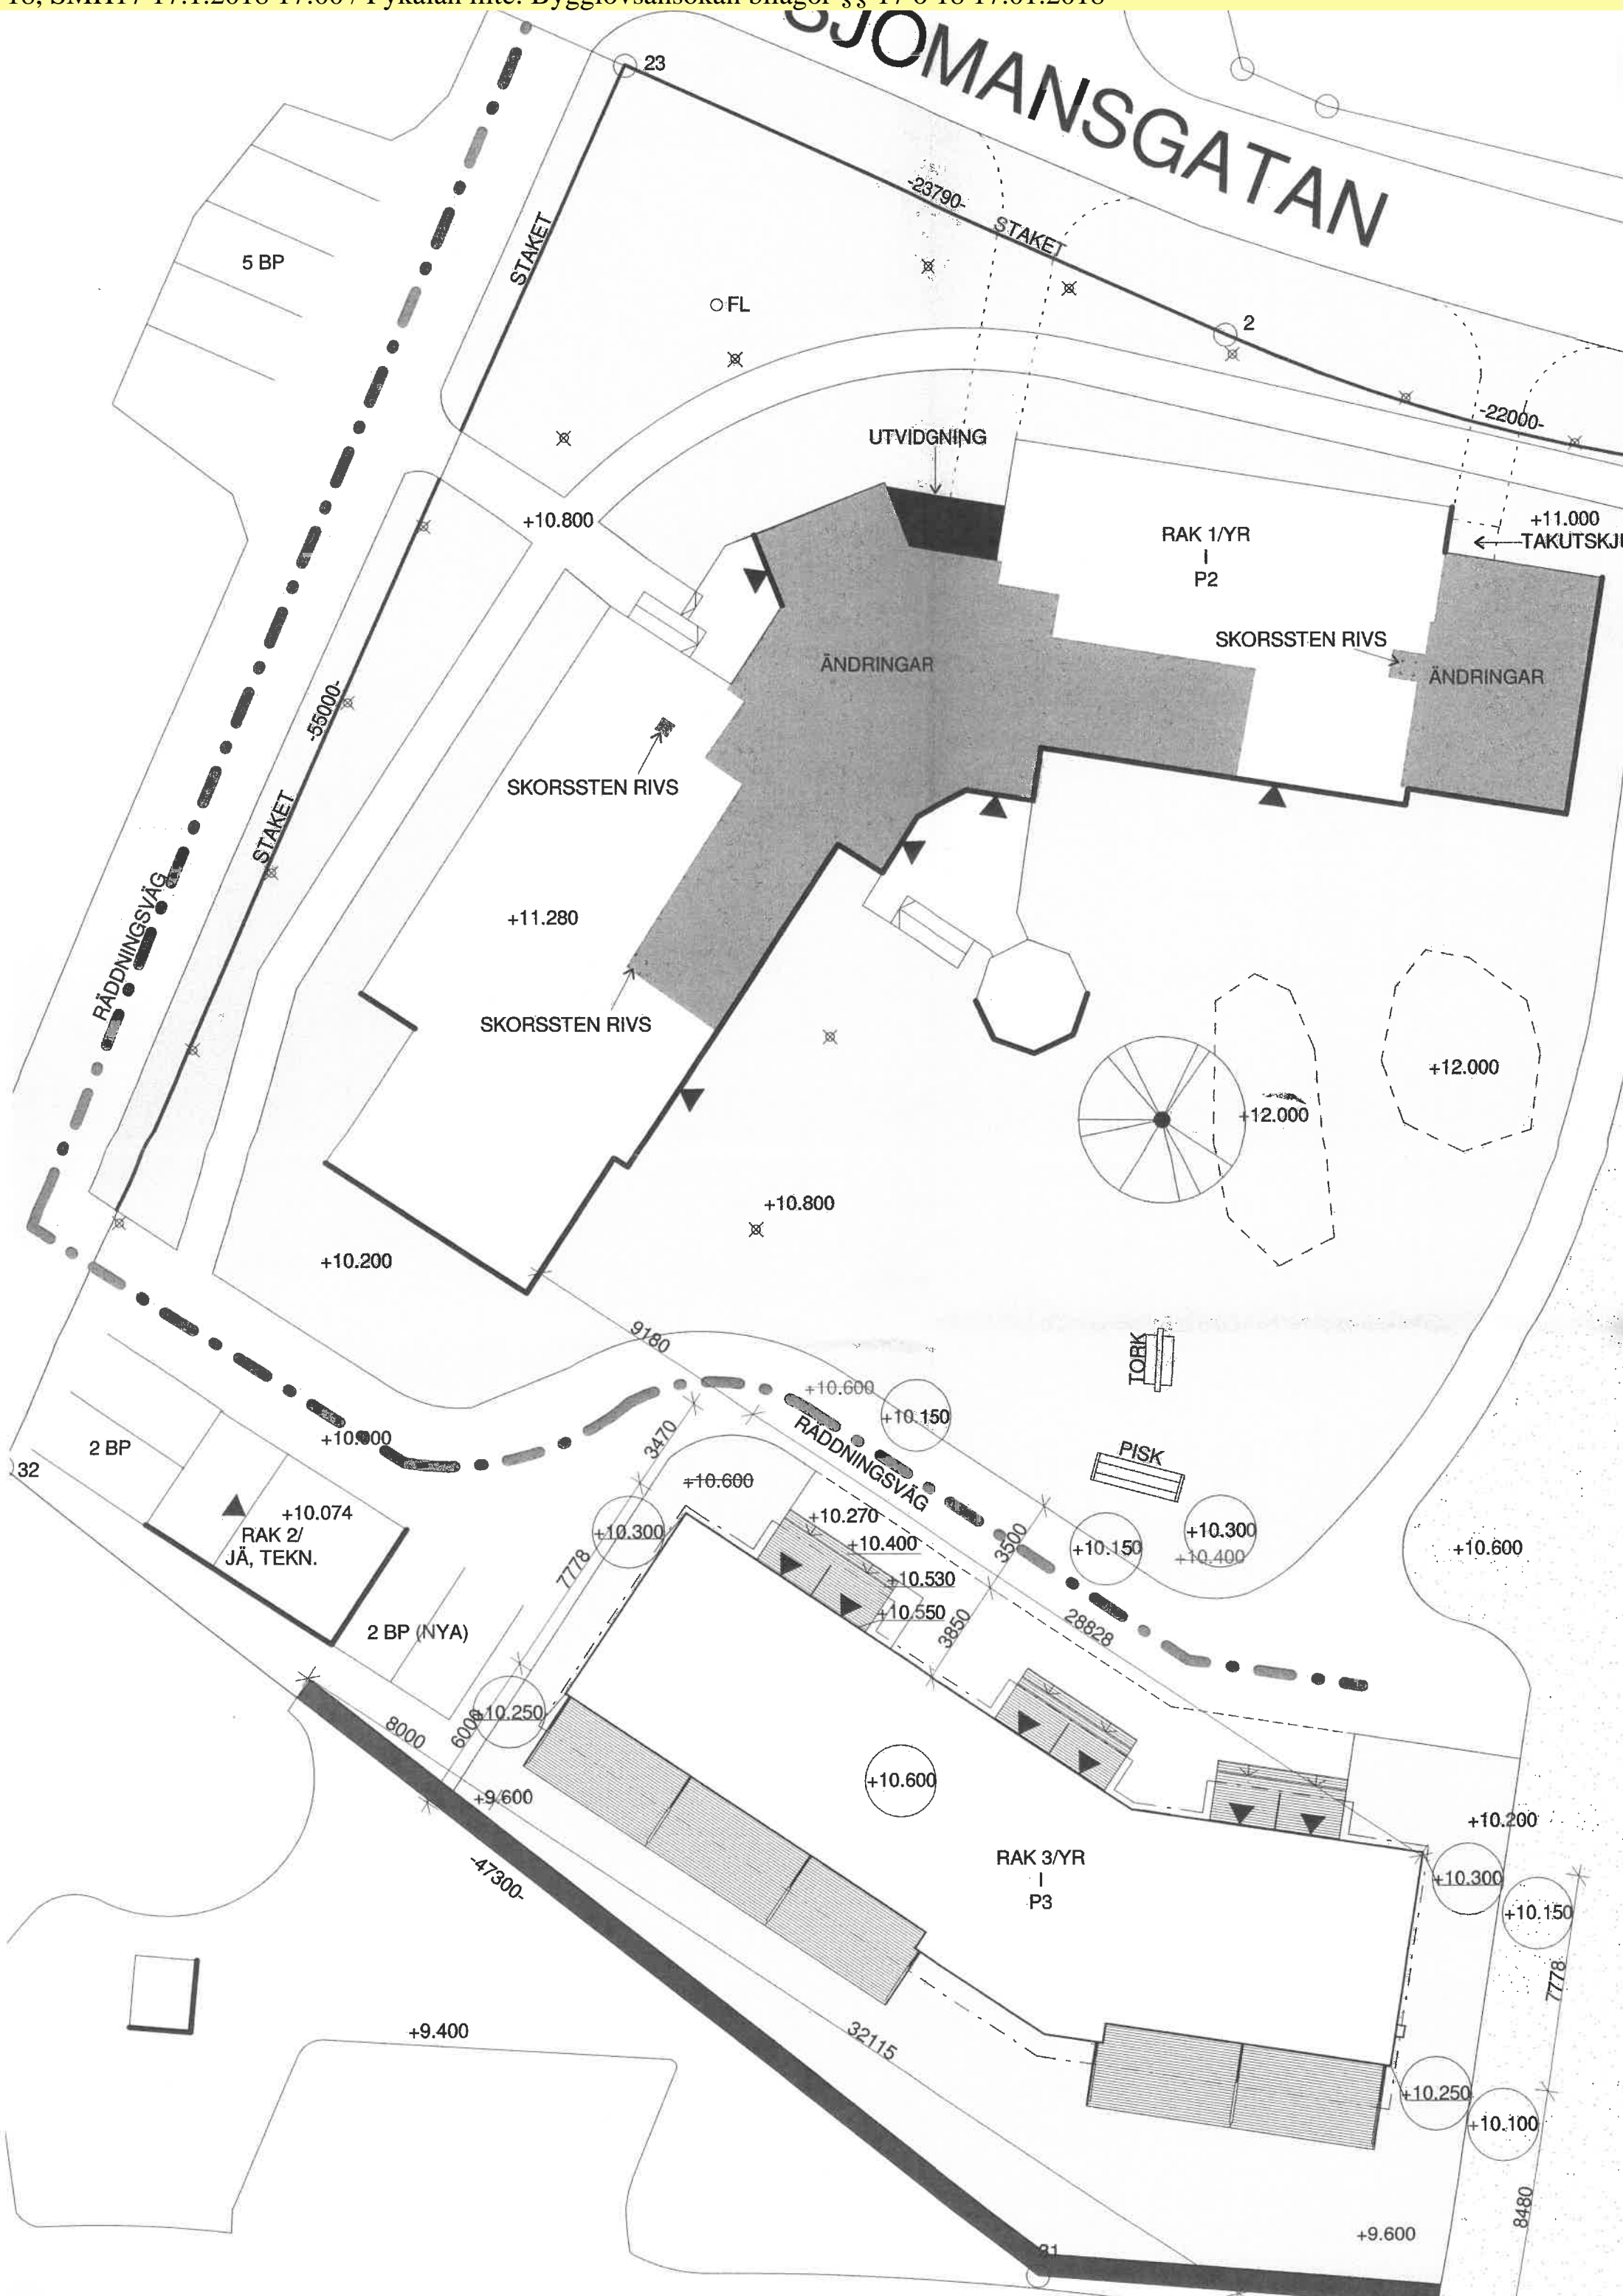 23
SJÖMANSGATAN
-23790-
STAKET
STAKET
5 BP
FL
2
-22000-
UTVIDGNING
+10.800
RAK 1/YR
I
P2
+11.000
SKORSSTEN RIVS
ÄNDRINGAR
ÄNDRINGAR
-55000-
SKORSSTEN RIVS
STAKET
RÄDDNINGSVÄG
+11.280
SKORSSTEN RIVS
+12.000
+12.000
+10.800
+10.200
9180
TORK
+10.600
+10.150
RÄDDNINGSVÄG
3470
PISK
2 BP
32
+10.600
+10.074
RAK 2/
JÄ, TEKN.
+10.300
+10.270
+10.400
+10.530
+10.550
3500
+10.150
+10.300
+10.400
+10.600
7778
3850
28828
2 BP (NYA)
+10.250
8000
6000
+9.600
+10.600
+10.200
-47300-
RAK 3/YR
I
P3
+10.300
+10.150
7778
+9.400
32115
+10.250
+10.100
8480
+9.600
31